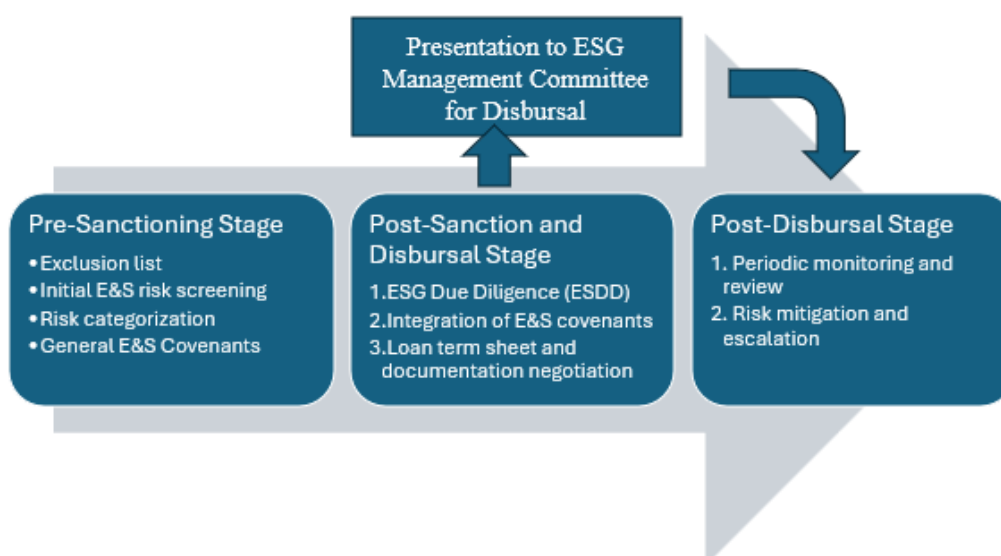 Presentation to ESG
Management Committee
for Disbursal
Pre-Sanctioning Stage
•Exclusion list
•Initial E&S risk screening
•Risk categorization
•General E&S Covenants
Post-Sanction and
Disbursal Stage
1.ESG Due Diligence (ESDD)
2.Integration of E&S covenants
3.Loan term sheet and
documentation negotiation
Post-Disbursal Stage
1. Periodic monitoring and
review
2. Risk mitigation and
escalation